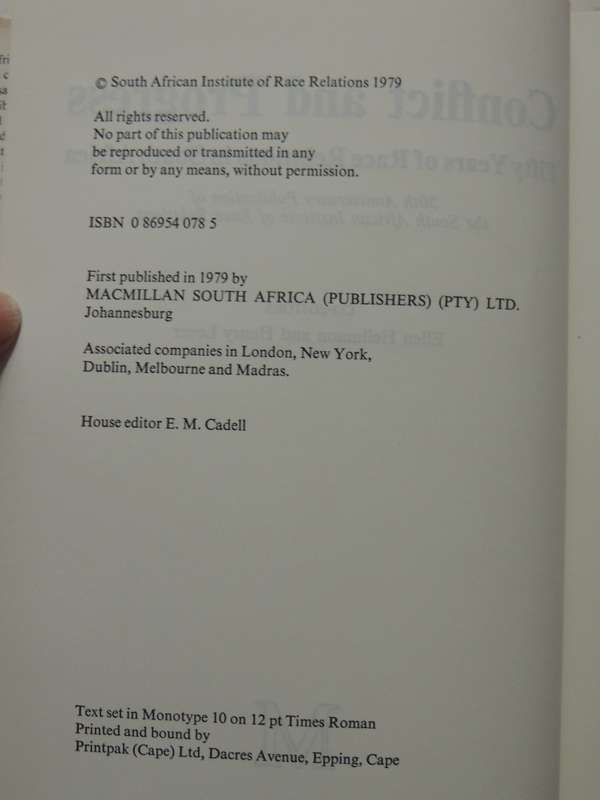 © South African Institute of Race Relations 1979
All rights reserved.
No part of this publication may
be reproduced or transmitted in any
form or by any means, without permission.
ISBN 0 86954 078 5
First published in 1979 by
MACMILLAN SOUTH AFRICA (PUBLISHERS) (PTY) LTD.
Johannesburg
Associated companies in London, New York,
Dublin, Melbourne and Madras.
House editor E. M. Cadell
Text set in Monotype 10 on 12 pt Times Roman
Printed and bound by
Printpak (Cape) Ltd, Dacres Avenue, Epping, Cape